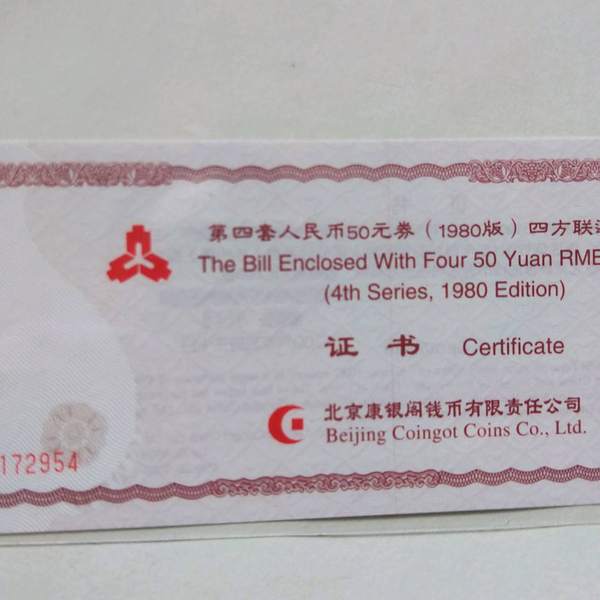 第四套人民币50元券（1980版）四方联
The Bill Enclosed With Four 50 Yuan RMB
(4th Series, 1980 Edition)
证书 Certificate
北京康银阁钱币有限责任公司
Beijing Coingot Coins Co., Ltd.
172954